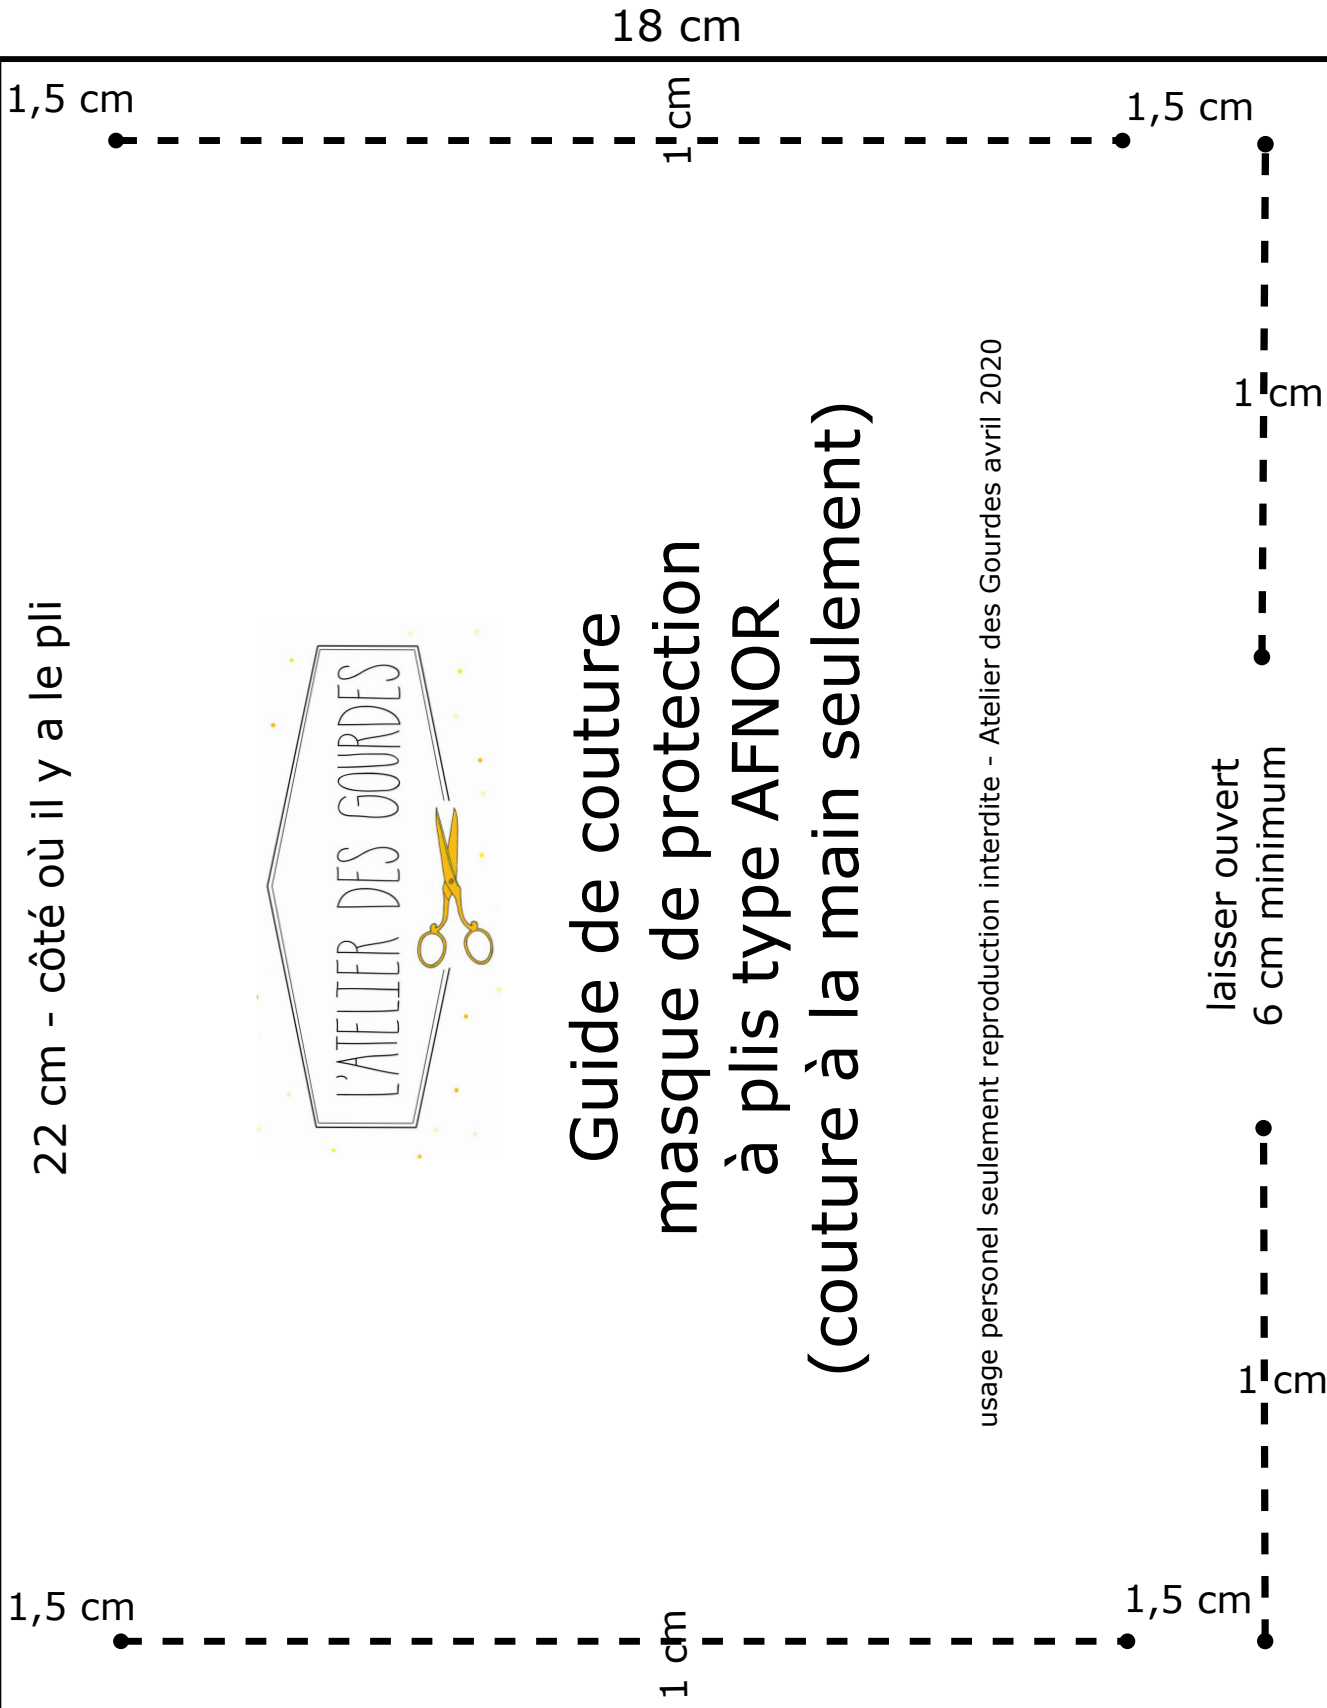 18 cm
1,5 cm
1 cm
1,5 cm
1 cm
22 cm - côté où il y a le pli
L'ATELIER DES GOURDES
Guide de couture
masque de protection
à plis type AFNOR
(couture à la main seulement)
usage personel seulement reproduction interdite - Atelier des Gourdes avril 2020
laisser ouvert
6 cm minimum
1 cm
1,5 cm
1 cm
1,5 cm